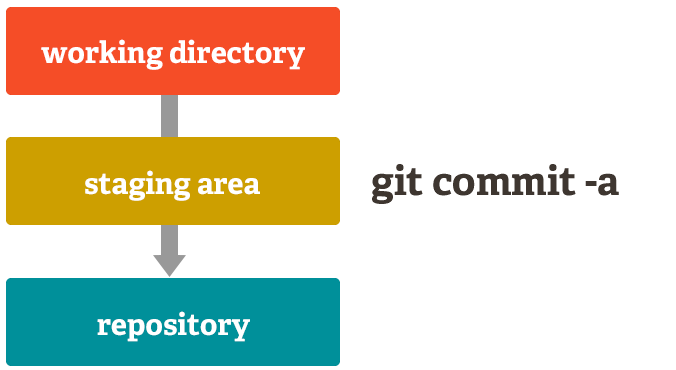 working directory
staging area
git commit -a
repository